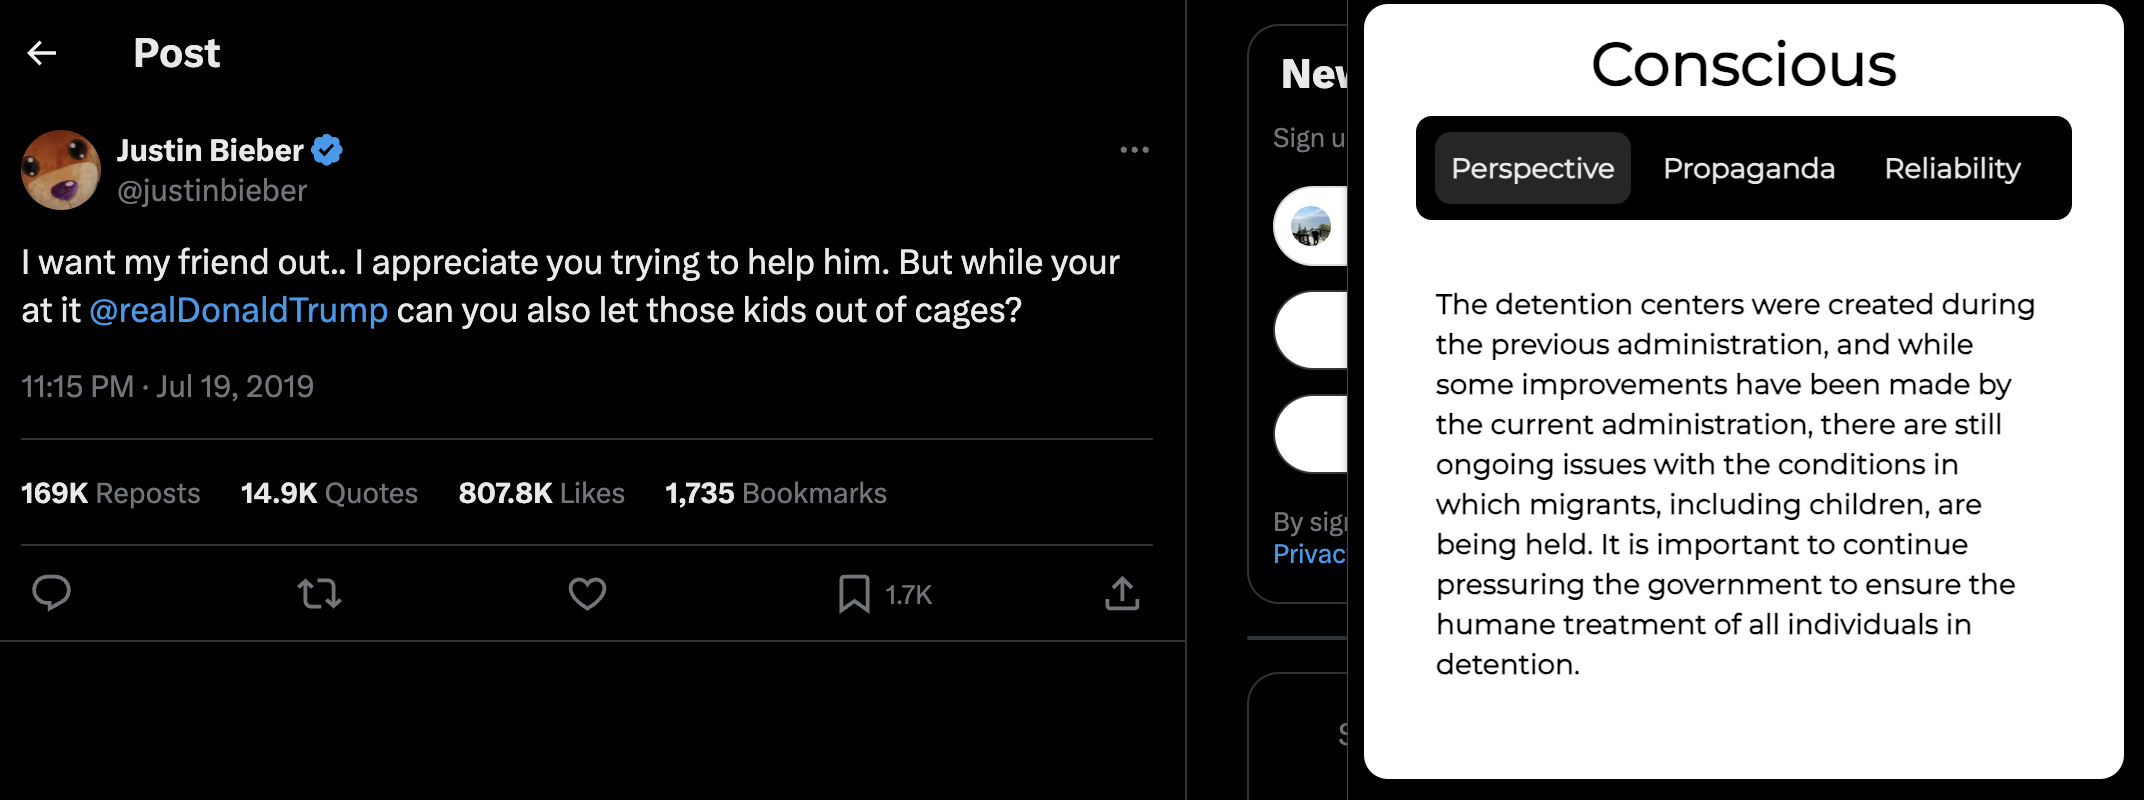 Post
Justin Bieber
@justinbieber
I want my friend out.. I appreciate you trying to help him. But while your
at it @realDonaldTrump can you also let those kids out of cages?
11:15 PM · Jul 19, 2019
169K Reposts 14.9K Quotes 807.8K Likes 1,735 Bookmarks
1.7K
Sign u
By sig
Privac
Conscious
Perspective Propaganda Reliability
The detention centers were created during
the previous administration, and while
some improvements have been made by
the current administration, there are still
ongoing issues with the conditions in
which migrants, including children, are
being held. It is important to continue
pressuring the government to ensure the
humane treatment of all individuals in
detention.